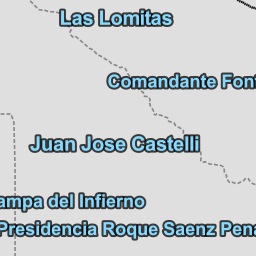 Las Lomitas
Comandante Font
Juan Jose Castelli
ampa del Infierno
Presidencia Roque Saenz Pena